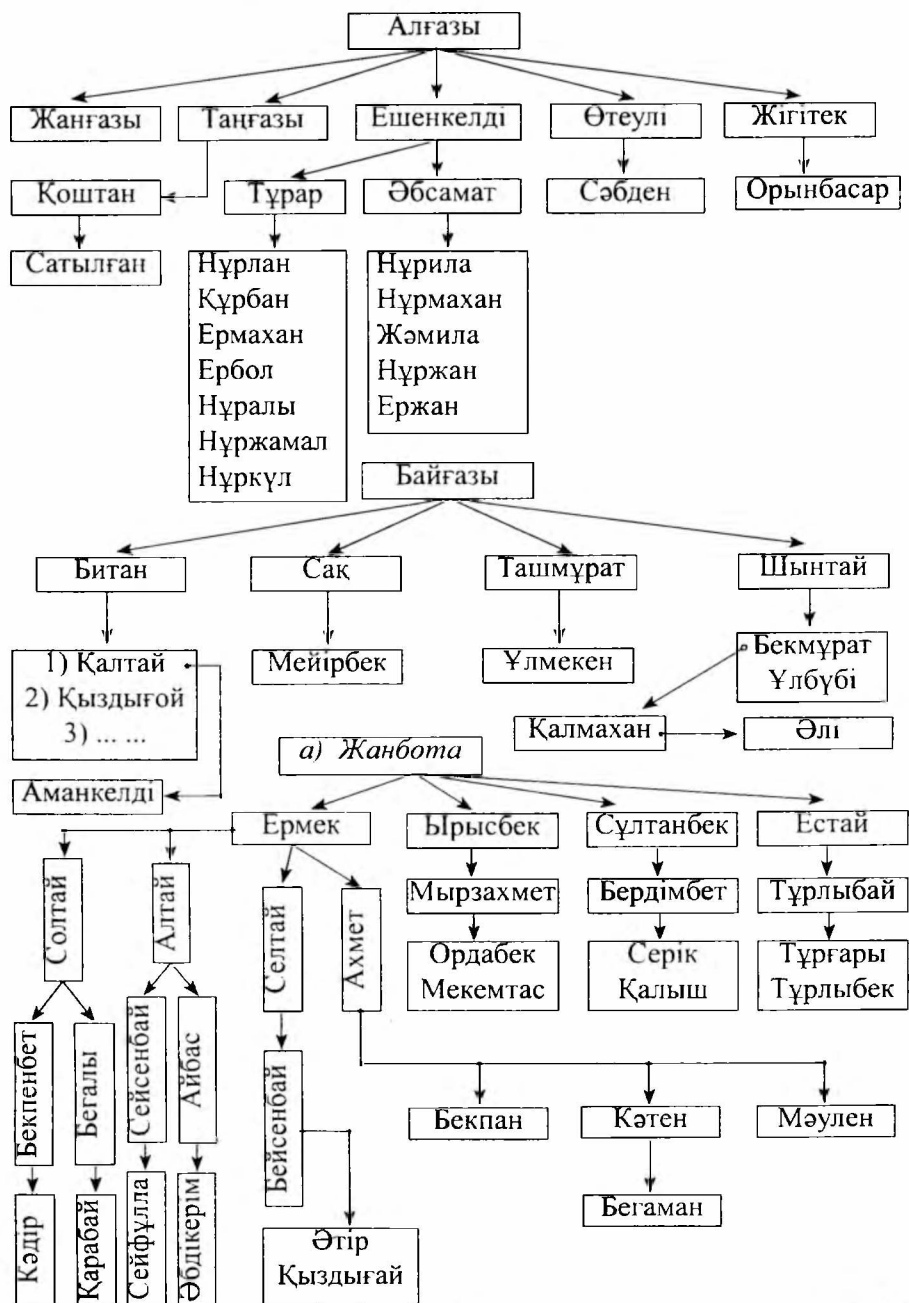 Алғазы
Жанғазы
Таңғазы
Ешенкелді
Өтеулі
Жігітек
Қоштан
Тұрар
Әбсамат
Сәбден
Орынбасар
Сатылған
Нұрлан
Құрбан
Ермахан
Ербол
Нұралы
Нұржамал
Нұркүл
Нұрила
Нұрмахан
Жәмила
Нұржан
Ержан
Байғазы
Битан
Сақ
Ташмұрат
Шынтай
1) Қалтай
2) Қыздығой
3) ... ...
Мейірбек
Ұлмекен
Бекмұрат
Ұлбүбі
Қалмахан
Әлі
Аманкелді
а) Жанбота
Ермек
Ырысбек
Сұлтанбек
Естай
Солтай
Алтай
Селтай
Ахмет
Мырзахмет
Бердімбет
Тұрлыбай
Ордабек
Мекемтас
Серік
Қалыш
Тұрғары
Тұрлыбек
Бекпенбет
Бегалы
Сейсенбай
Айбас
Бейсенбай
Бекпан
Кәтен
Мәулен
Бегаман
Кәдір
Қарабай
Сейфұлла
Әбдікерім
Әтір
Қыздығай